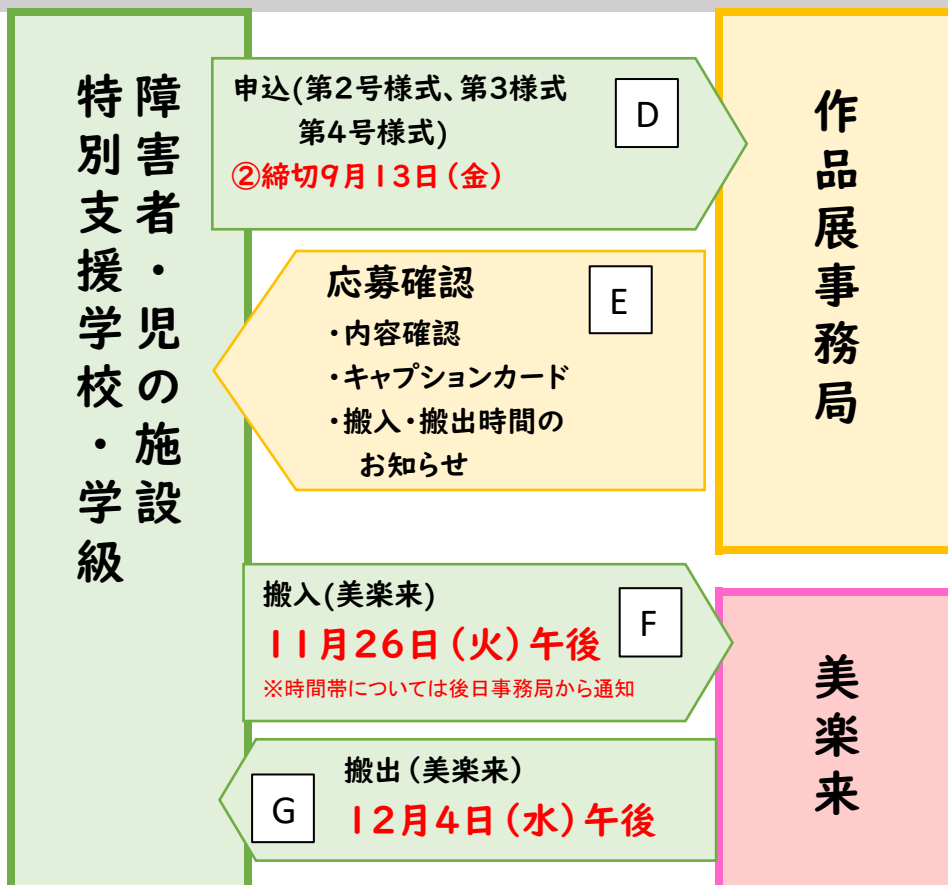 障害者・児の施設
特別支援学校・学級
申込(第2号様式、第3様式
第4号様式)
②締切9月13日(金)
D
作品展事務局
応募確認
E
・内容確認
・キャプションカード
・搬入・搬出時間の
お知らせ
搬入(美楽来)
11月26日(火)午後
F
※時間帯については後日事務局から通知
美楽来
搬出(美楽来)
G
12月4日(水)午後